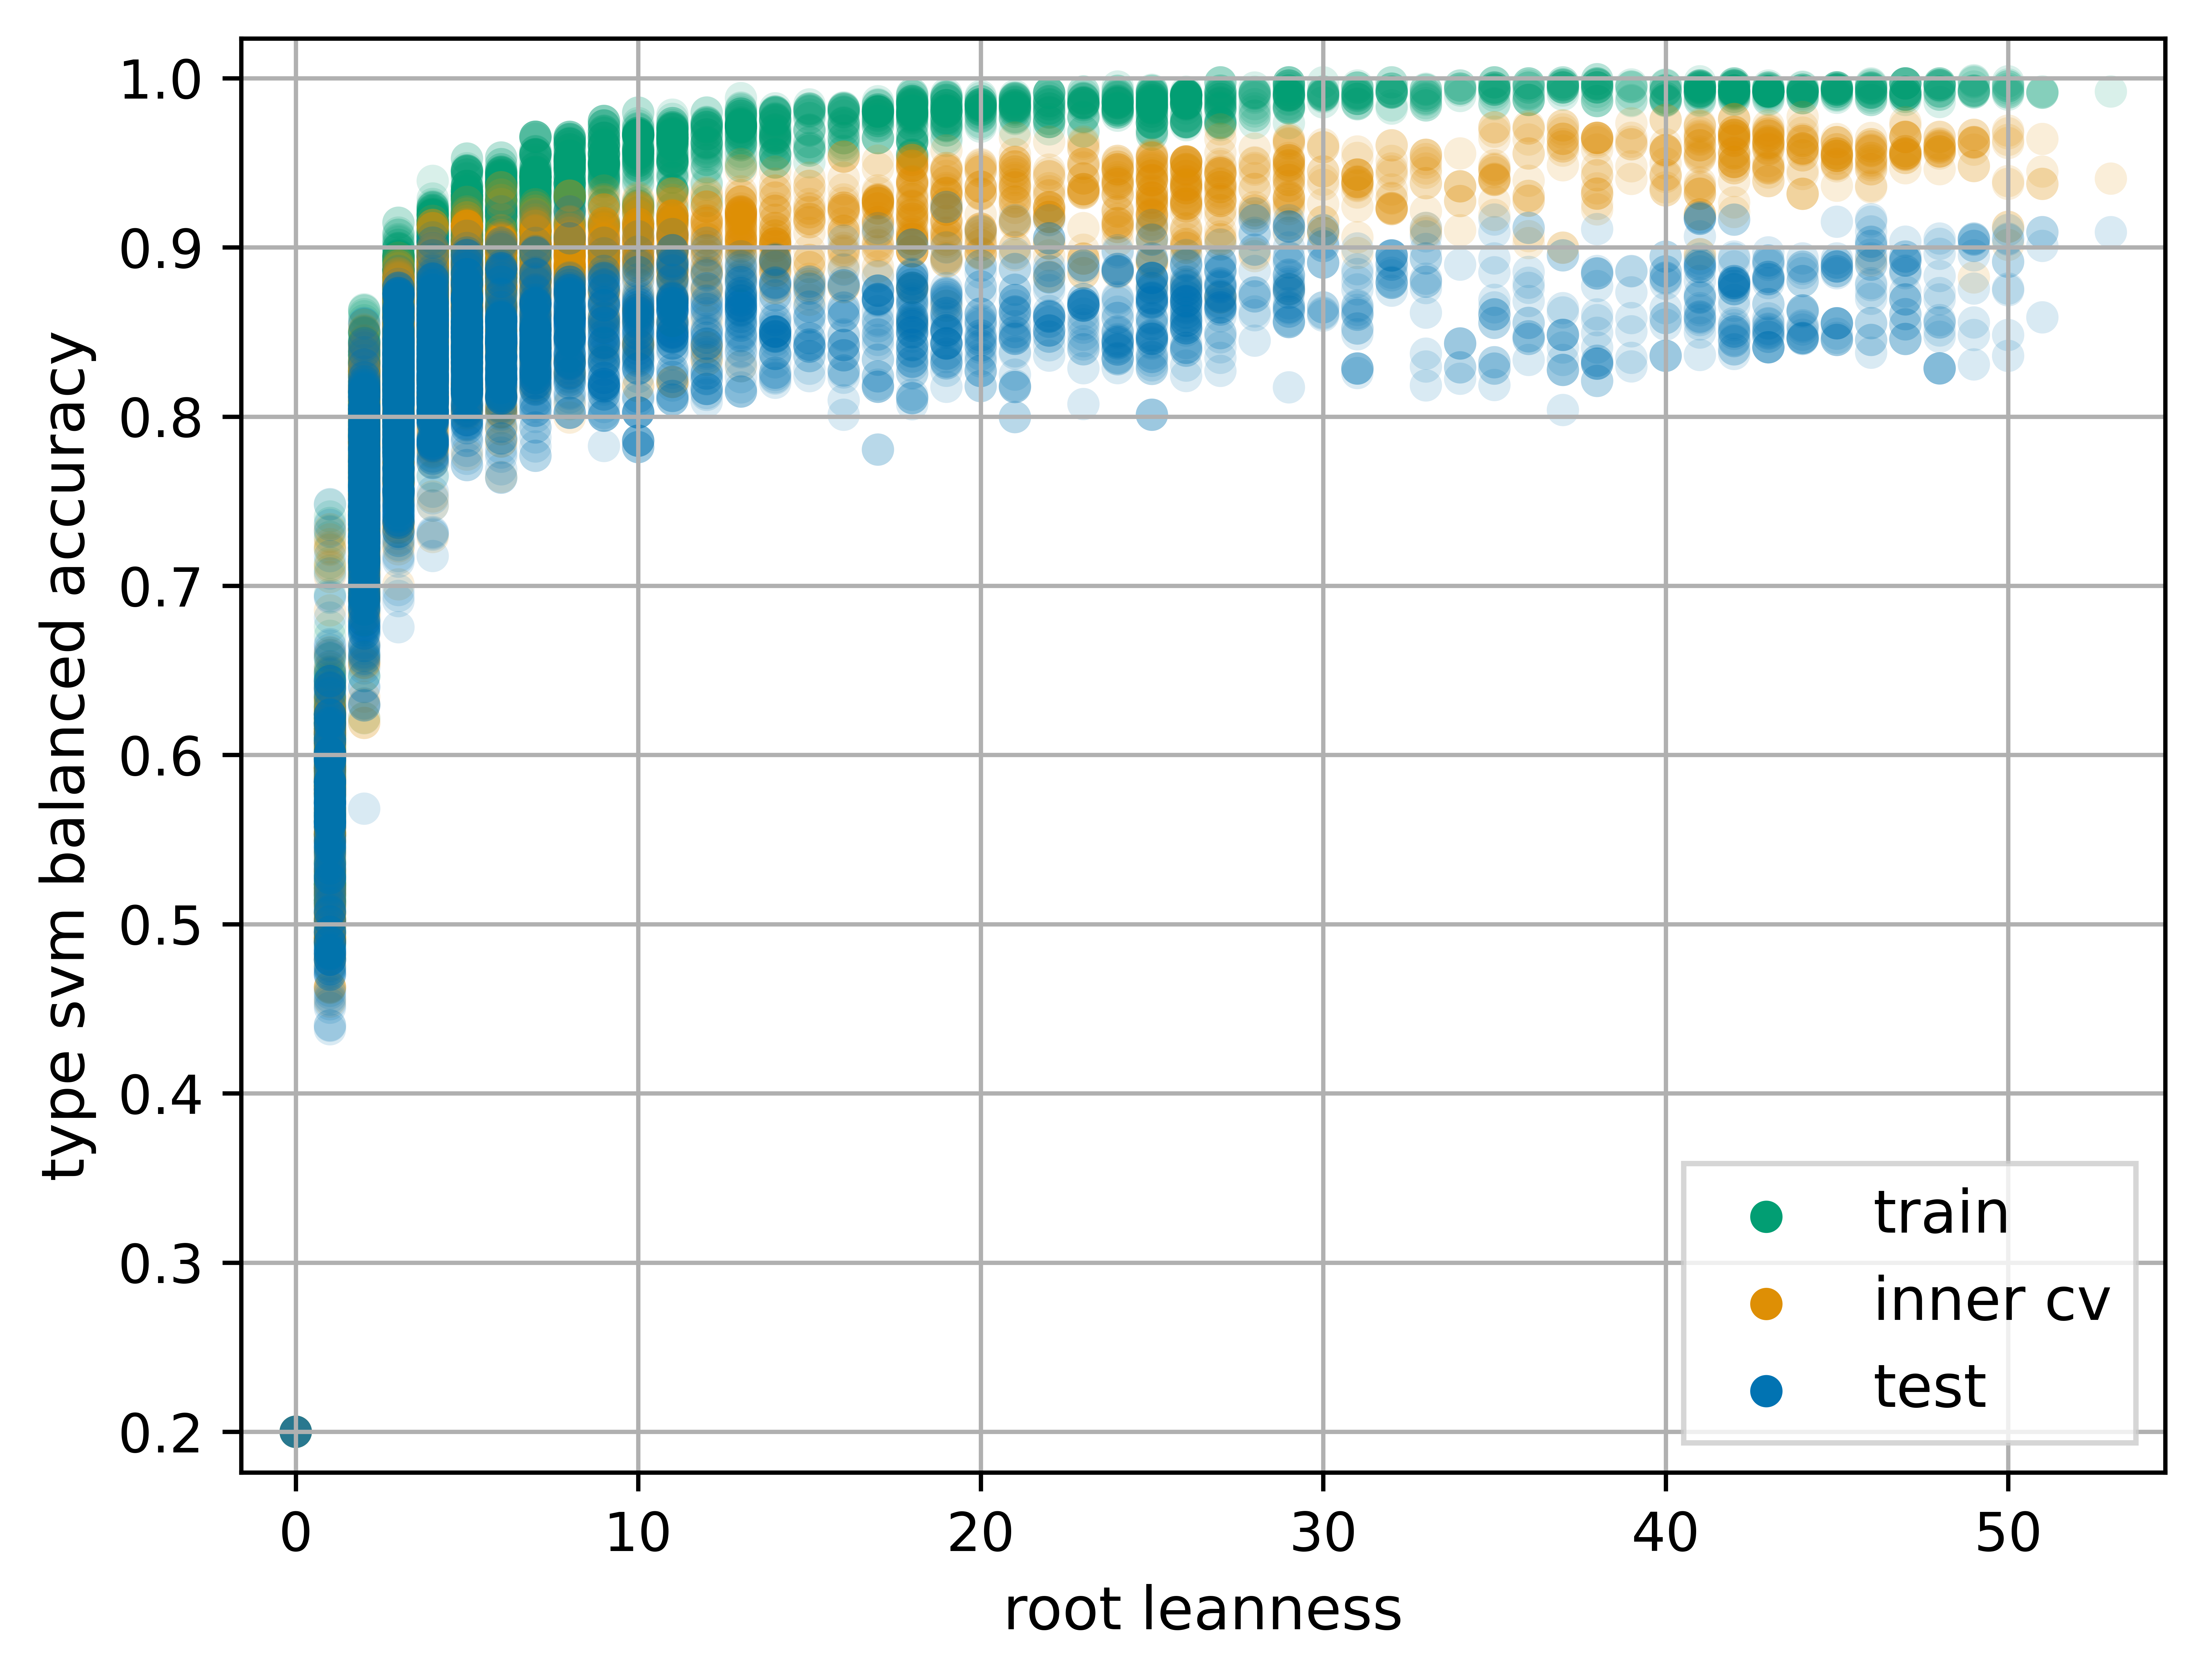 1.0
0.9
0.8
0.7
0.6
0.5
0.4
0.3
0.2
type svm balanced accuracy
train
inner cv
test
0 10 20 30 40 50
root leanness